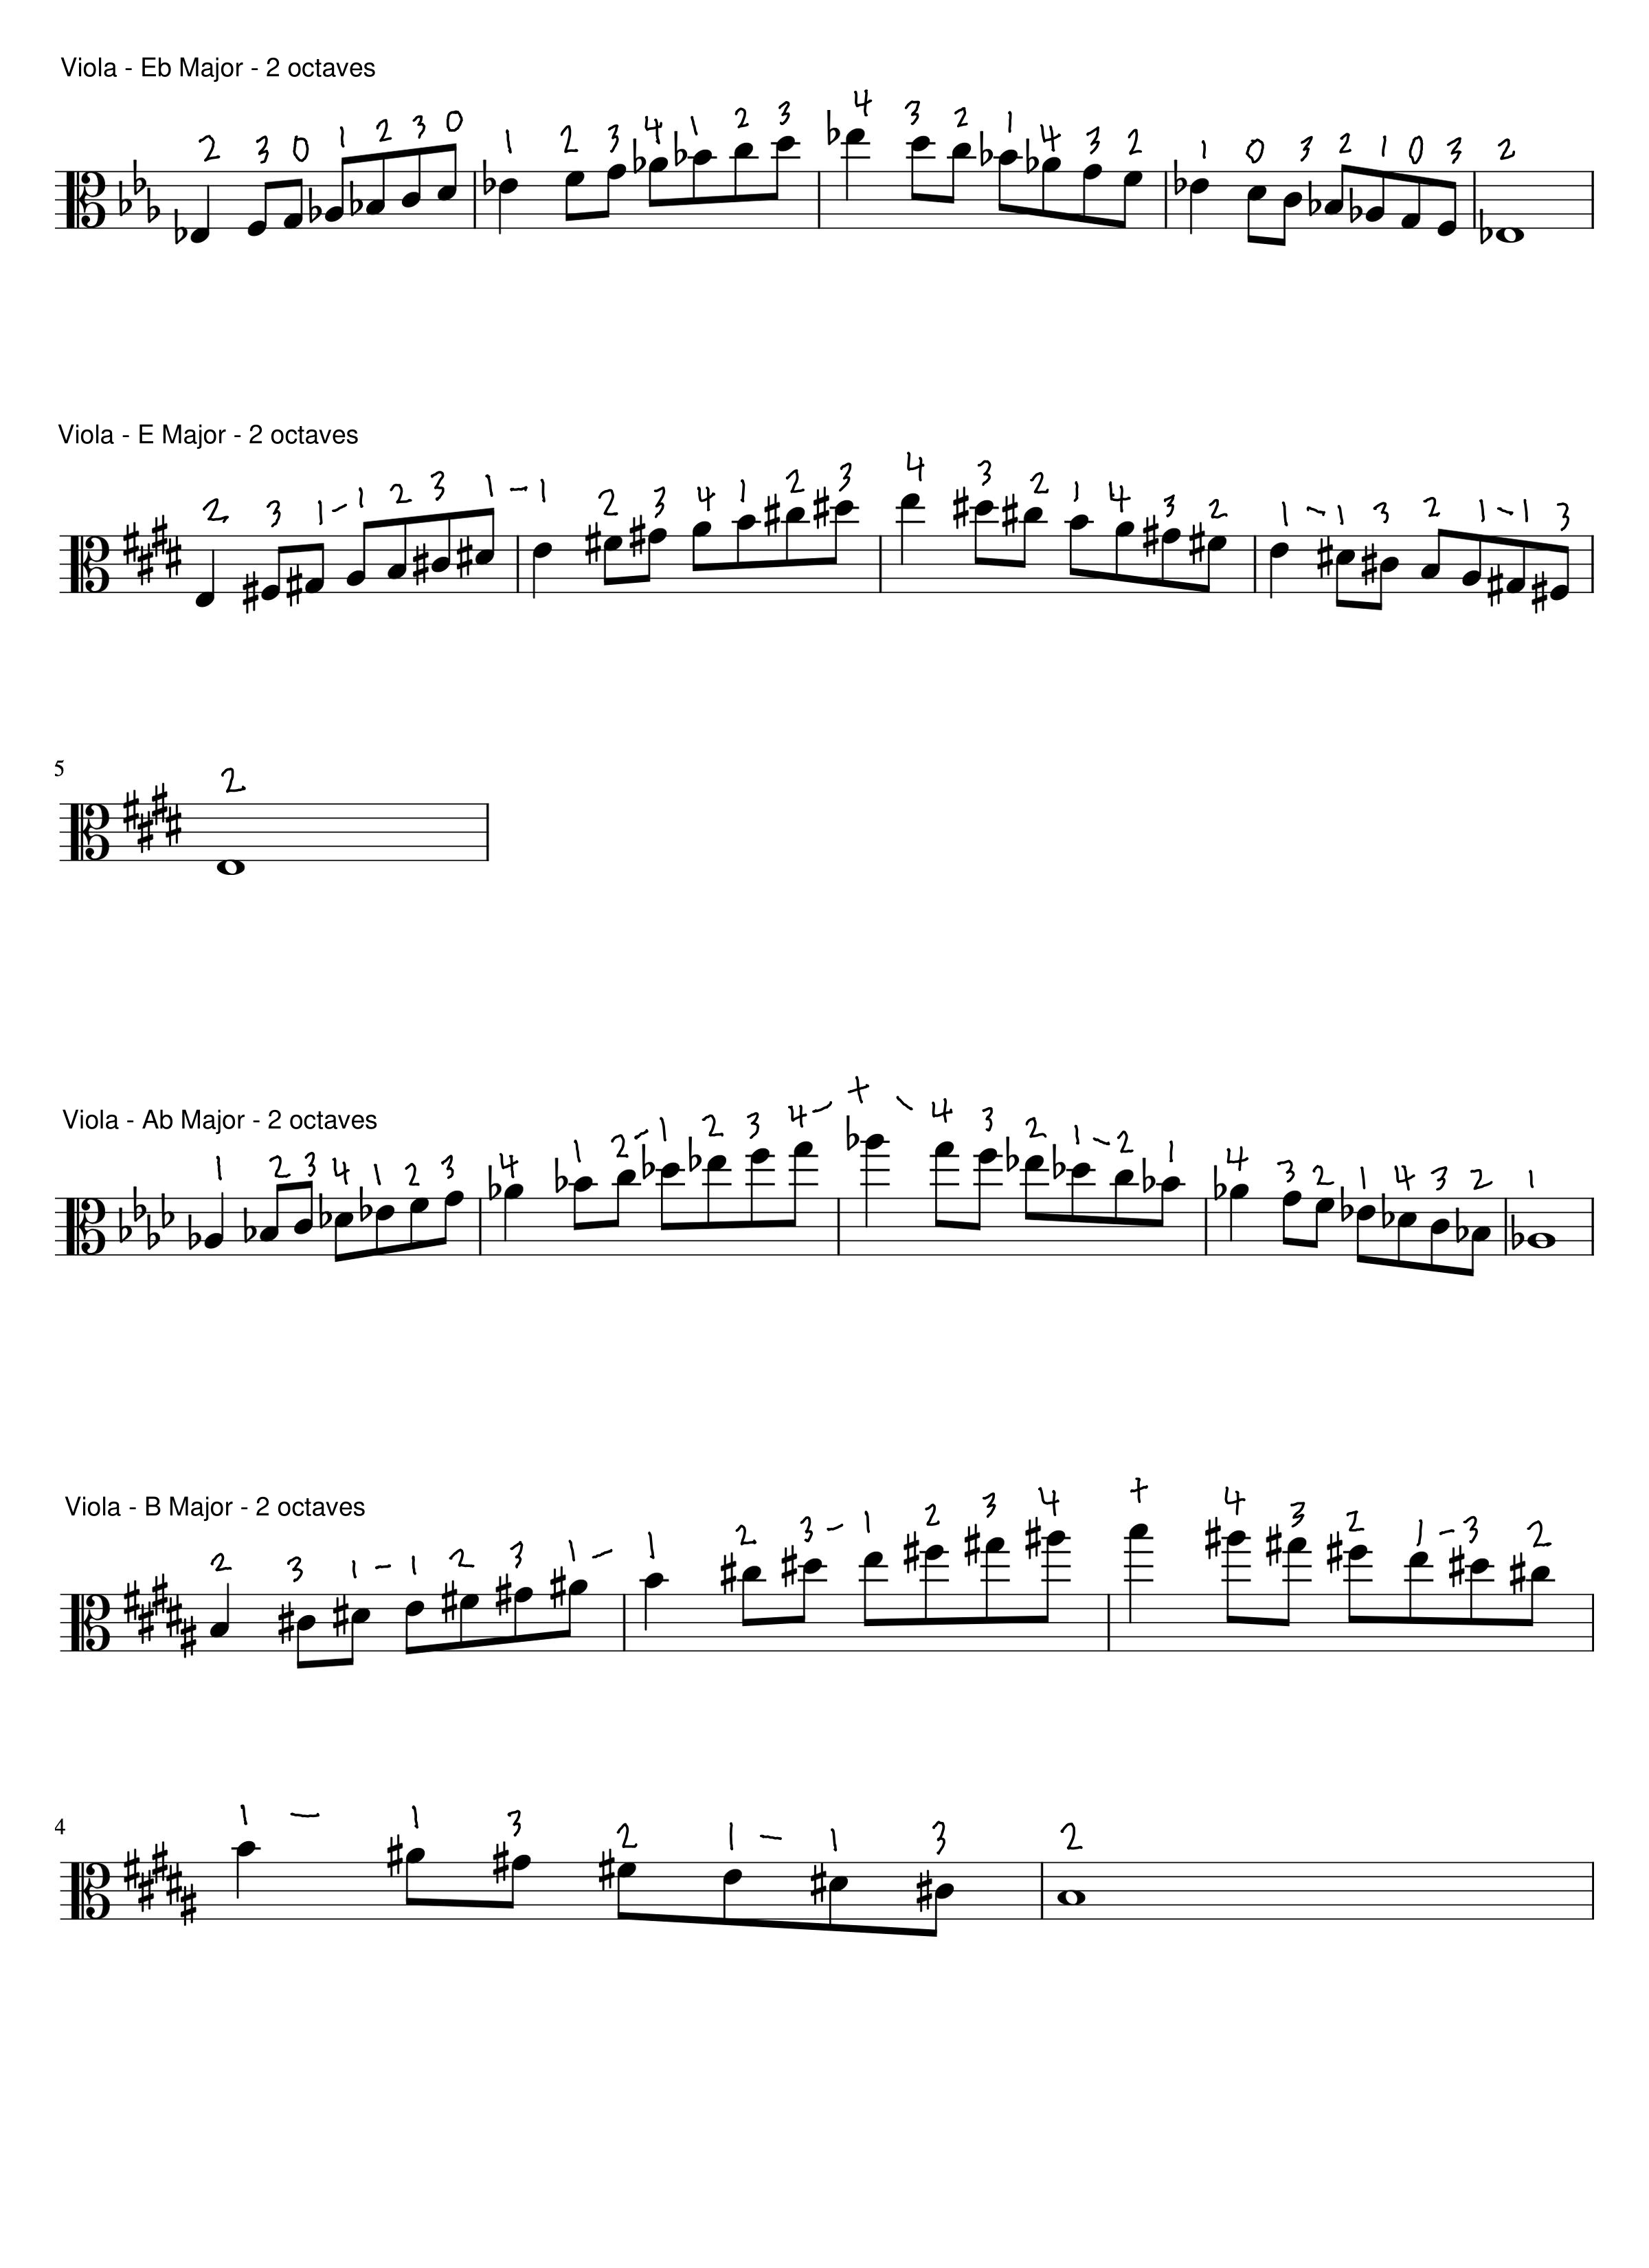 Viola - Eb Major - 2 octaves
2 3 0 1 2 3 0 1 2 3 4 1 2 3 4 3 2 1 4 3 2 1 0 3 2 1 0 3 2
Viola - E Major - 2 octaves
2 3 1 - 1 2 3 1 - 1 2 3 4 1 2 3 4 3 2 1 4 3 2 1 - 1 3 2 1 - 1 3
5
2
Viola - Ab Major - 2 octaves
1 2 3 4 1 2 3 4 1 2 - 1 2 3 4 - + - 4 3 2 1 - 2 1 4 3 2 1 4 3 2 1
Viola - B Major - 2 octaves
2 3 1 - 1 2 3 1 - 1 2 3 - 1 2 3 4 + 4 3 2 1 - 3 2
4
1 - 1 3 2 1 - 1 3 2